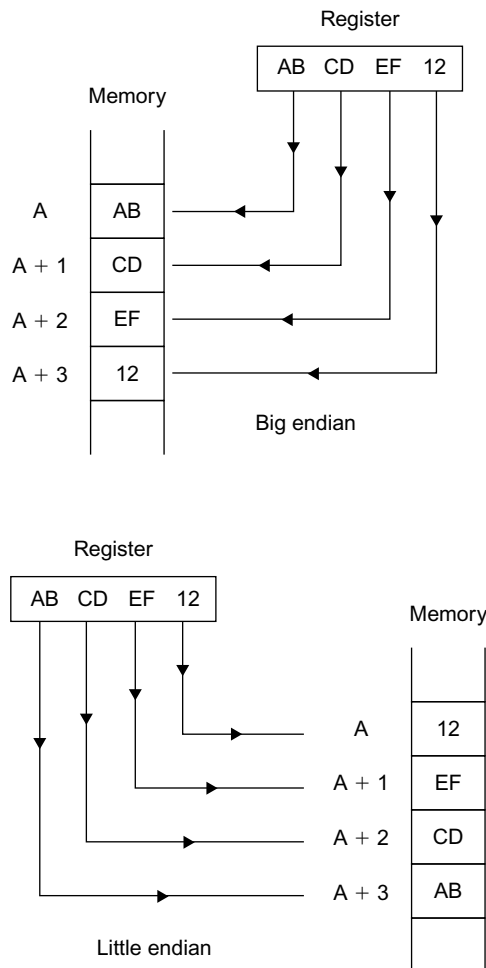 Register
AB CD EF 12
Memory
A AB
A + 1 CD
A + 2 EF
A + 3 12
Big endian
Register
AB CD EF 12
Memory
A 12
A + 1 EF
A + 2 CD
A + 3 AB
Little endian